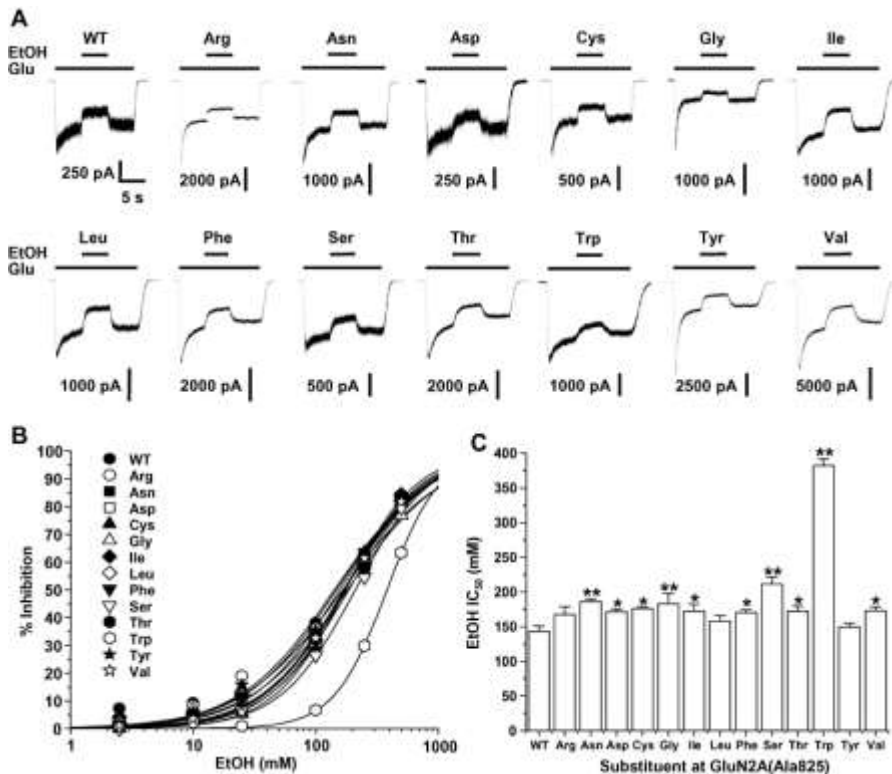 A
WT Arg Asn Asp Cys Gly Ile
EtOH
Glu
250 pA 2000 pA 1000 pA 250 pA 500 pA 1000 pA 1000 pA
5 s
Leu Phe Ser Thr Trp Tyr Val
EtOH
Glu
1000 pA 2000 pA 500 pA 2000 pA 1000 pA 2500 pA 5000 pA
B
% Inhibition
100
90
80
70
60
50
40
30
20
10
0
WT
Arg
Asn
Asp
Cys
Gly
Ile
Leu
Phe
Ser
Thr
Trp
Tyr
Val
1 10 100 1000
EtOH (mM)
C
EtOH IC50 (mM)
400
350
300
250
200
150
100
50
0
** * * ** * * ** * ** *
WT Arg Asn Asp Cys Gly Ile Leu Phe Ser Thr Trp Tyr Val
Substituent at GluN2A(Ala825)